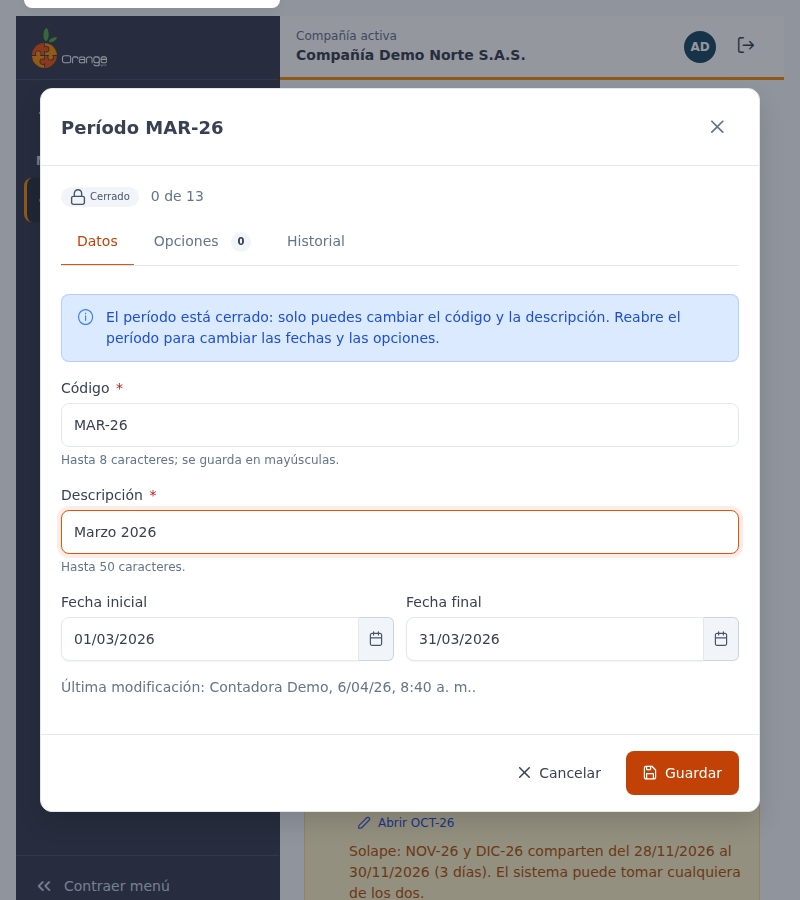 Orange
Compañía activa
Compañía Demo Norte S.A.S.
AD
Período MAR-26
Cerrado
0 de 13
Datos
Opciones
0
Historial
El período está cerrado: solo puedes cambiar el código y la descripción. Reabre el
período para cambiar las fechas y las opciones.
Código *
MAR-26
Hasta 8 caracteres; se guarda en mayúsculas.
Descripción *
Marzo 2026
Hasta 50 caracteres.
Fecha inicial
Fecha final
01/03/2026
31/03/2026
Última modificación: Contadora Demo, 6/04/26, 8:40 a. m..
Cancelar
Guardar
Abrir OCT-26
Solape: NOV-26 y DIC-26 comparten del 28/11/2026 al
30/11/2026 (3 días). El sistema puede tomar cualquiera
de los dos.
Contraer menú